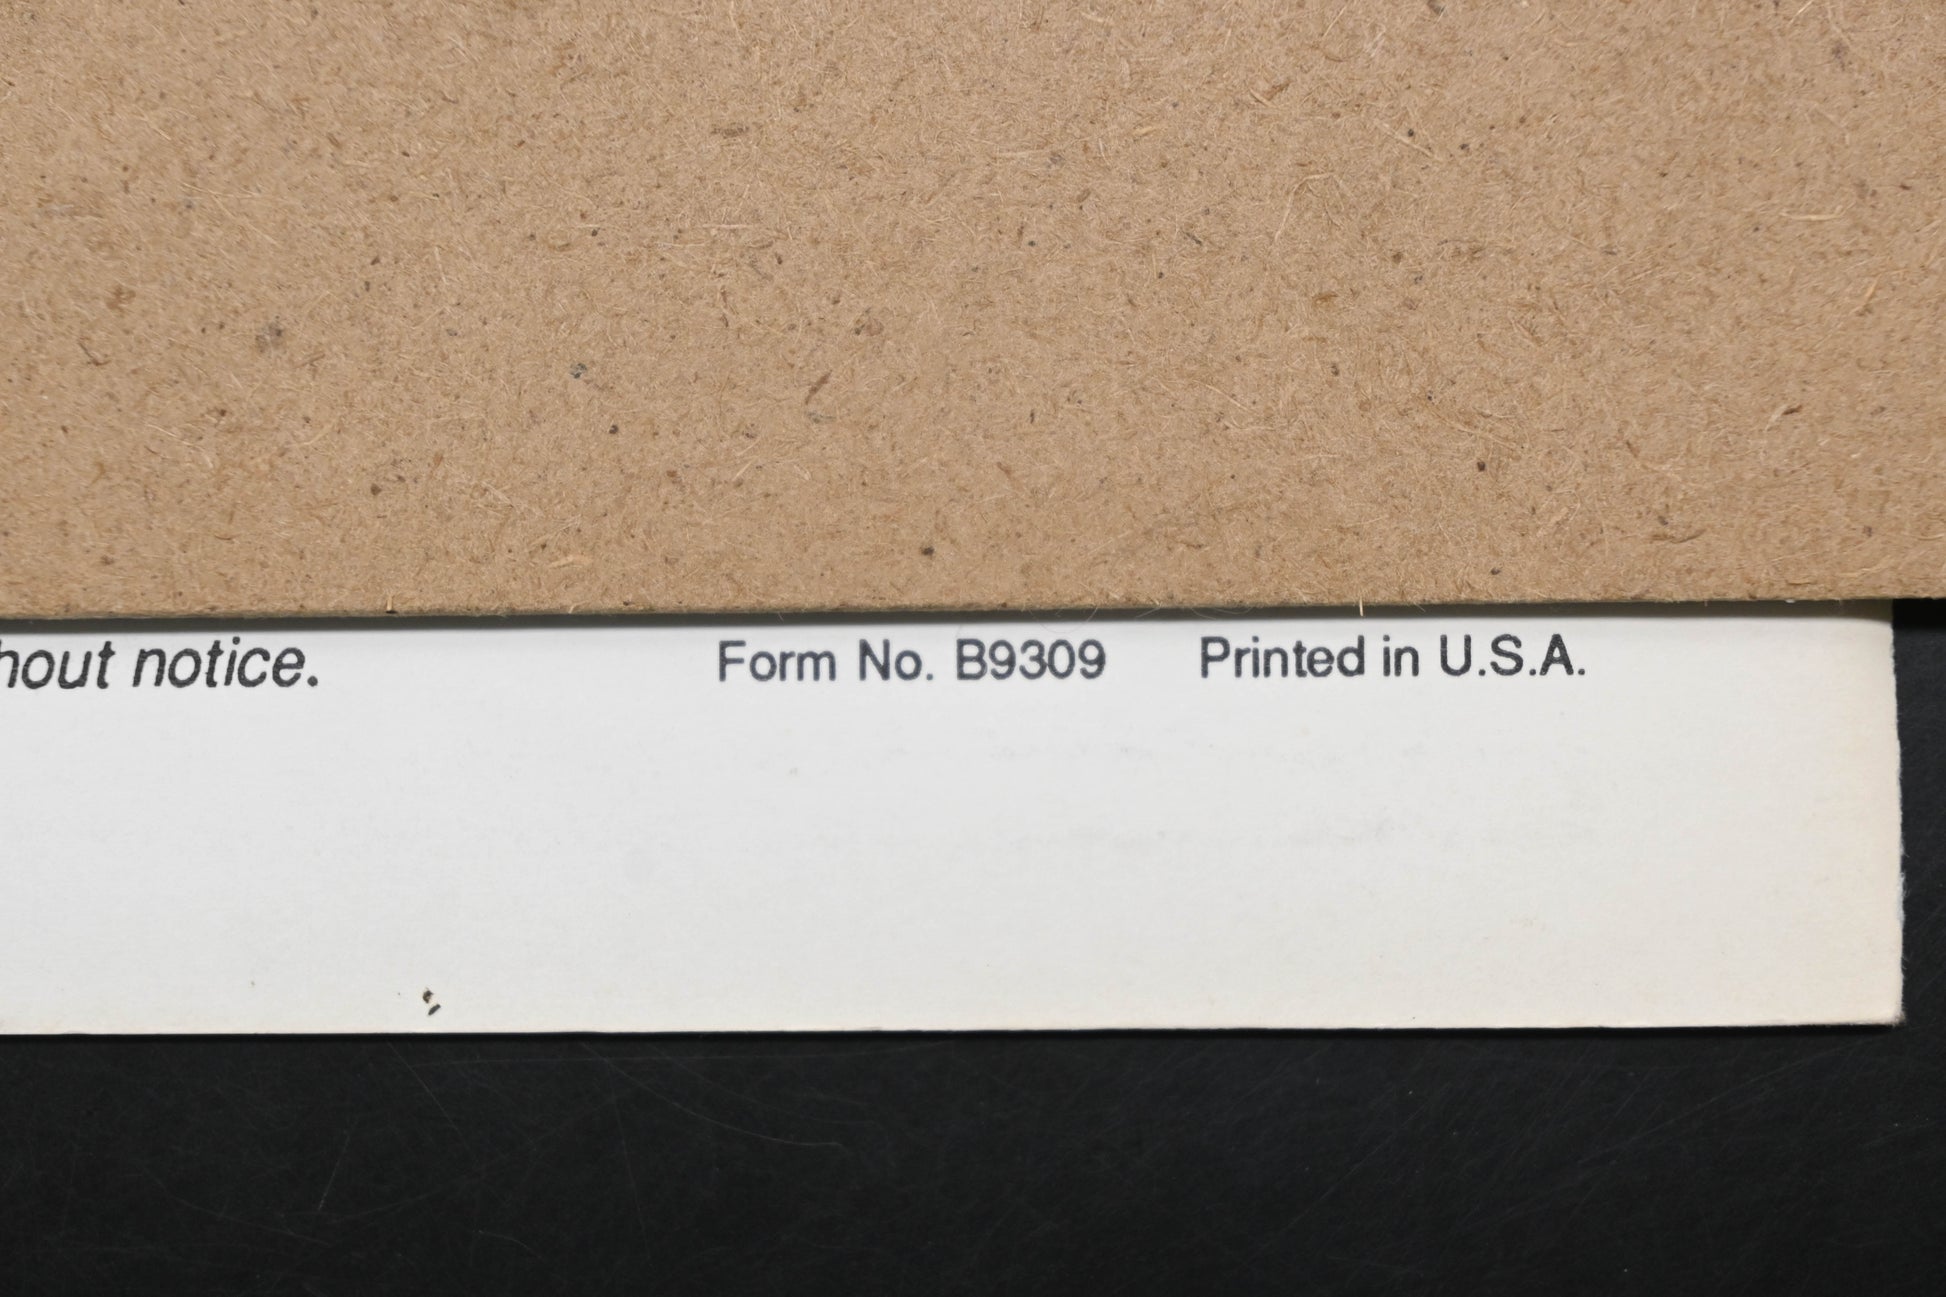 hout notice. Form No. B9309 Printed in U.S.A.